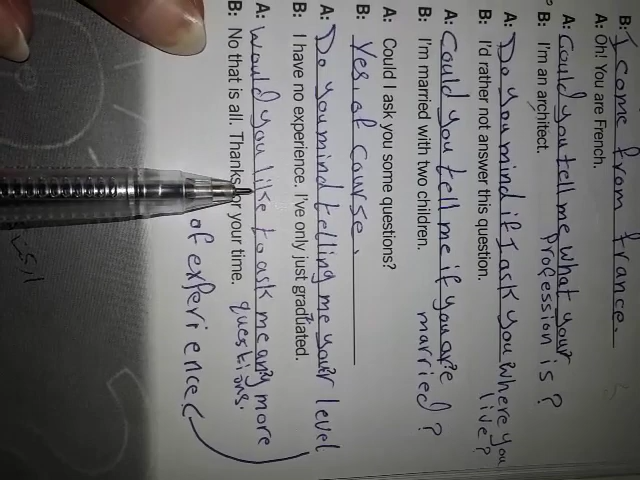 B: I come from france.
A: Oh! You are French.
A: Could you tell me what your profession is?
B: I'm an architect.
A: Do you mind if I ask you where you live?
B: I'd rather not answer this question.
A: Could you tell me if you are married?
B: I'm married with two children.
A: Could I ask you some questions?
B: Yes, of course.
A: Do you mind telling me your level of experience
B: I have no experience. I've only just graduated.
A: Would you like to ask me any more questions.
B: No that is all. Thanks for your time.